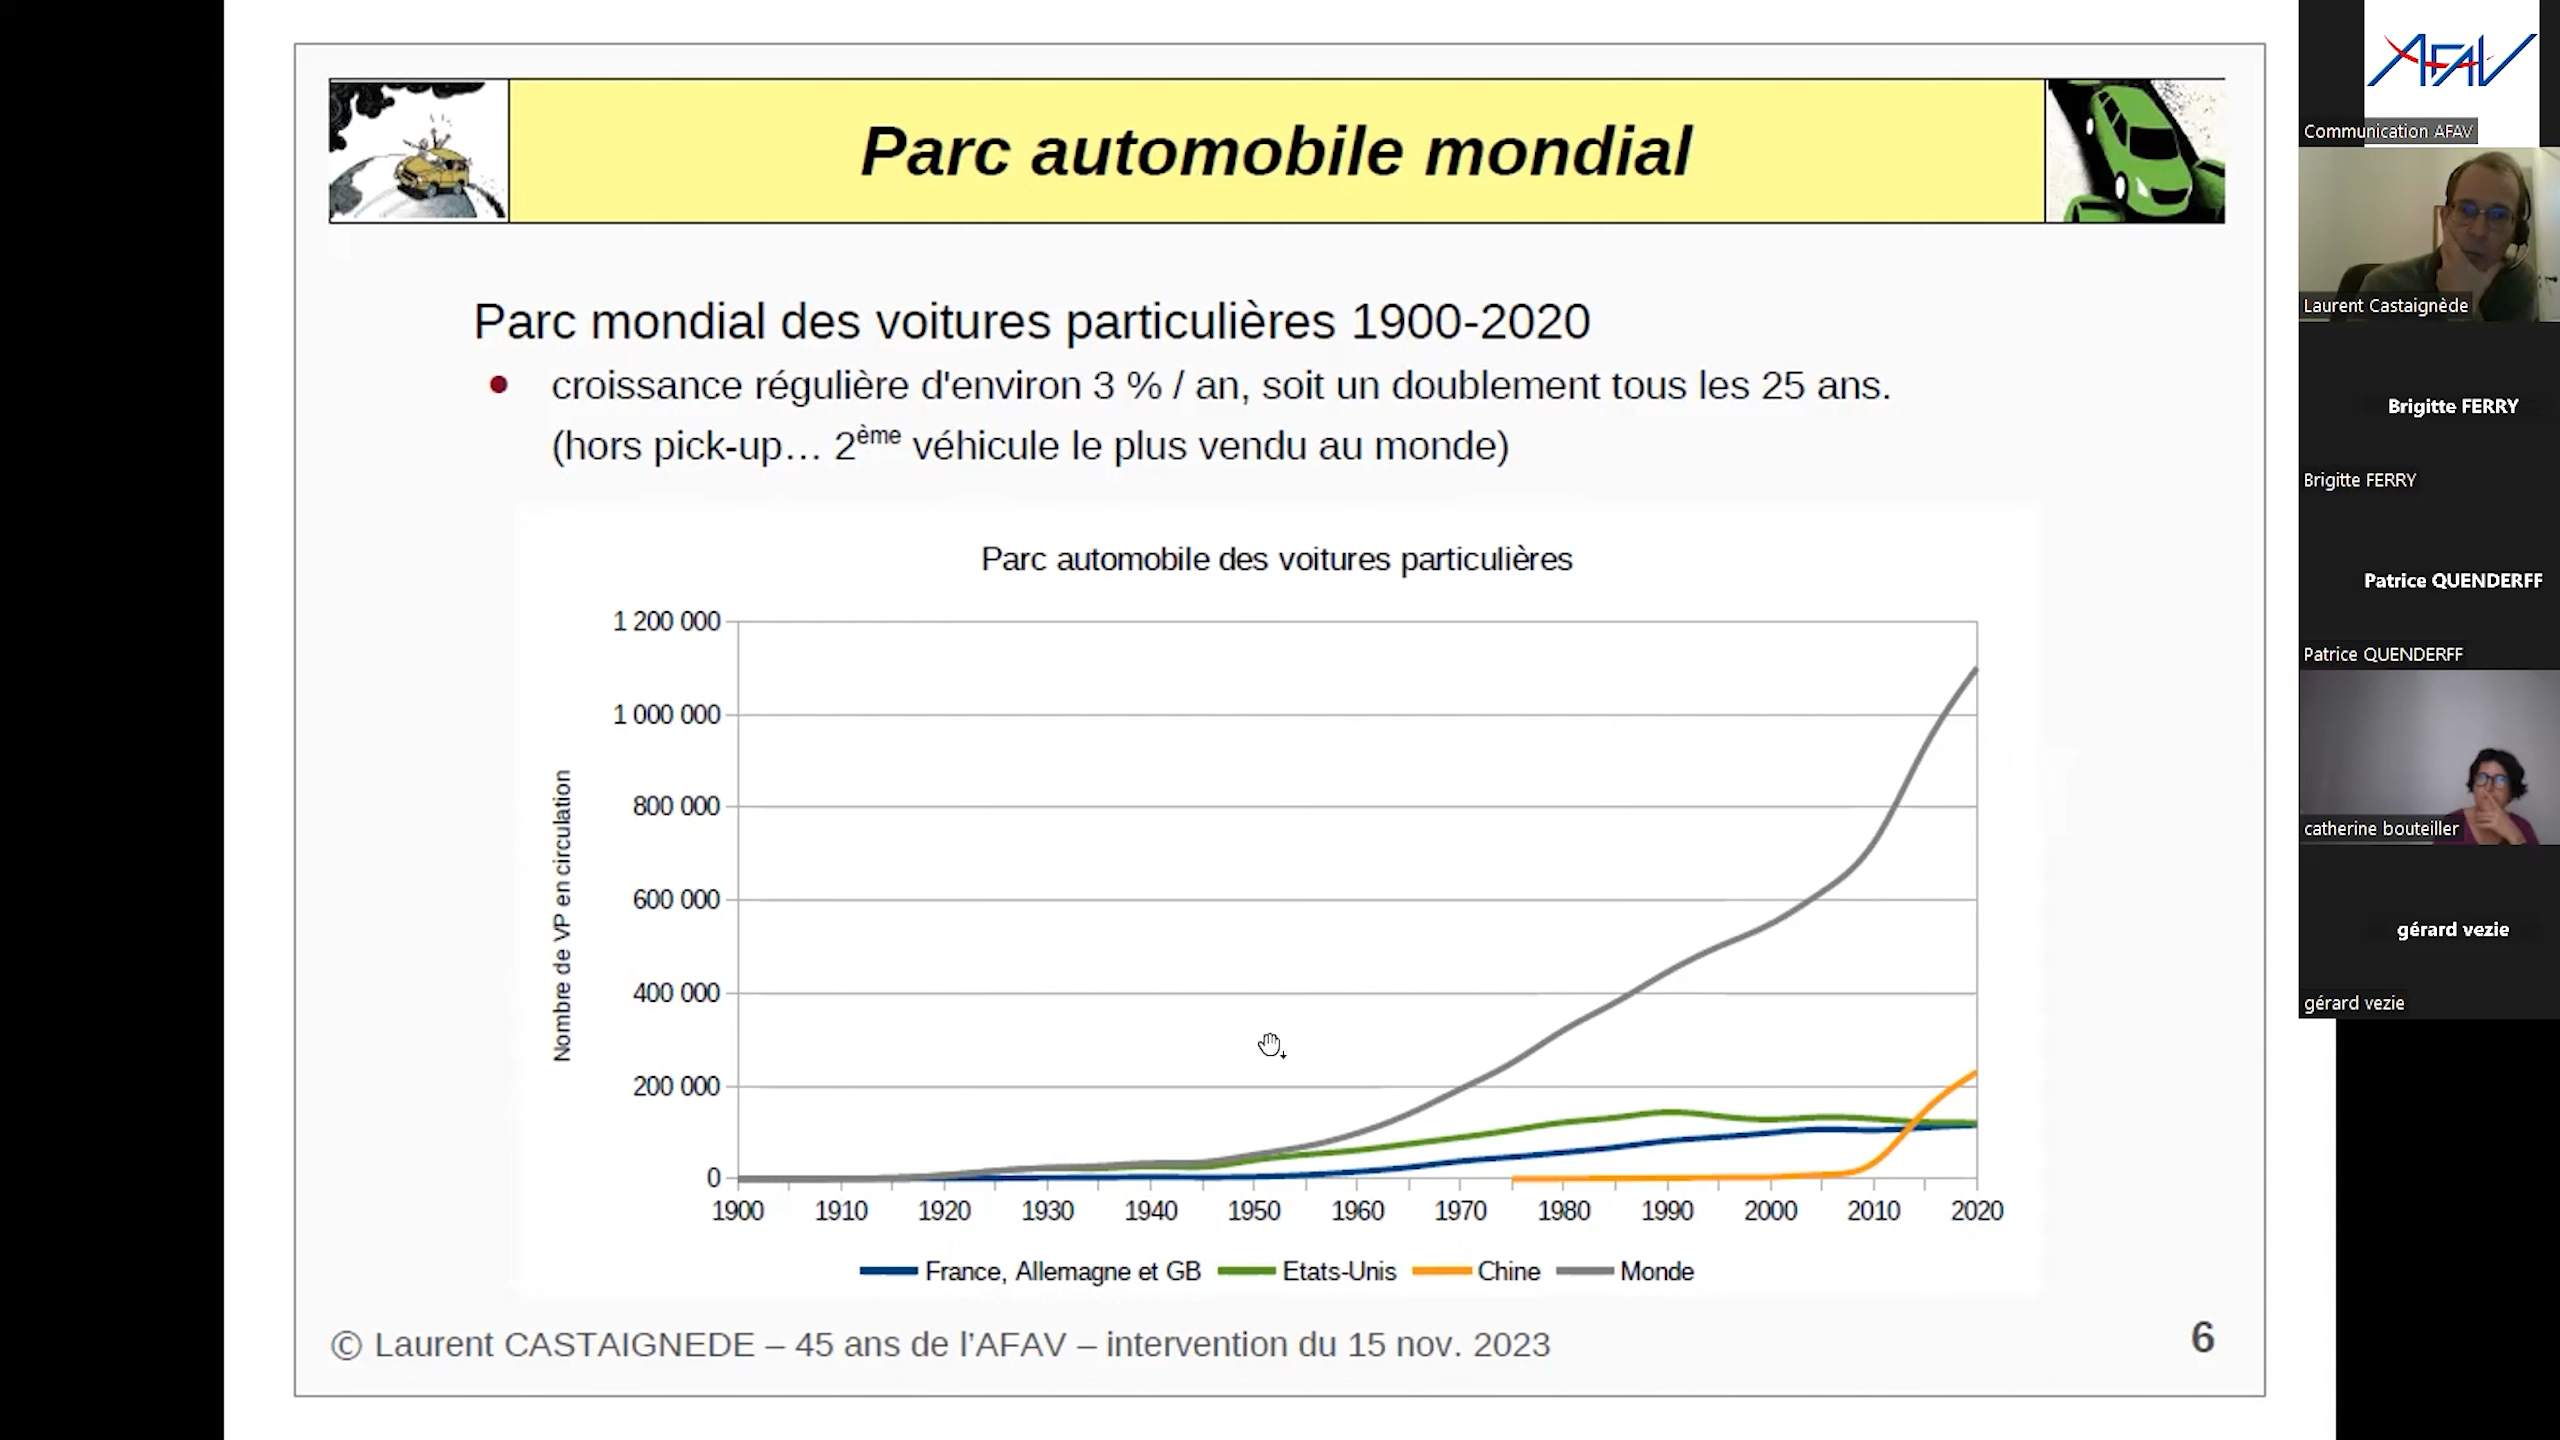 Parc automobile mondial
Parc mondial des voitures particulières 1900-2020
● croissance régulière d'environ 3 % / an, soit un doublement tous les 25 ans.
(hors pick-up… 2ème véhicule le plus vendu au monde)
Parc automobile des voitures particulières
Nombre de VP en circulation
1 200 000
1 000 000
800 000
600 000
400 000
200 000
0
1900 1910 1920 1930 1940 1950 1960 1970 1980 1990 2000 2010 2020
France, Allemagne et GB Etats-Unis Chine Monde
© Laurent CASTAIGNEDE – 45 ans de l’AFAV – intervention du 15 nov. 2023
6
AFAV
Communication AFAV
Laurent Castaignède
Brigitte FERRY
Brigitte FERRY
Patrice QUENDERFF
Patrice QUENDERFF
catherine bouteiller
gérard vezie
gérard vezie